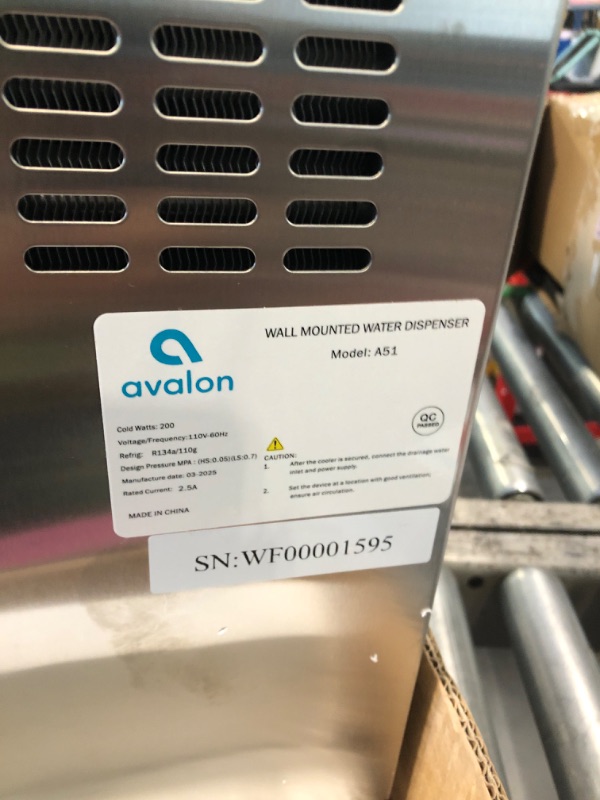 avalon
WALL MOUNTED WATER DISPENSER
Model: A51
QC
PASSED
Cold Watts: 200
Voltage/Frequency:110V-60Hz
Refrig: R134a/110g
Design Pressure MPA : (HS:0.05)(LS:0.7)
Manufacture date: 03.2025
Rated Current: 2.5A
MADE IN CHINA
CAUTION:
1. After the cooler is secured, connect the drainage water
inlet and power supply.
2. Set the device at a location with good ventilation;
ensure air circulation.
SN:WF00001595